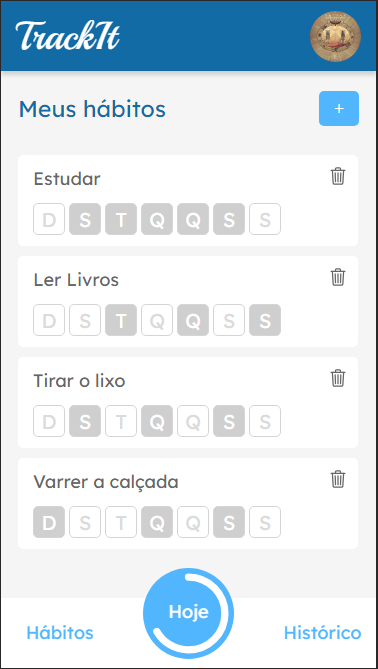 TrackIt
Meus hábitos
+
Estudar
D S T Q Q S S
Ler Livros
D S T Q Q S S
Tirar o lixo
D S T Q Q S S
Varrer a calçada
D S T Q Q S S
Hábitos
Hoje
Histórico